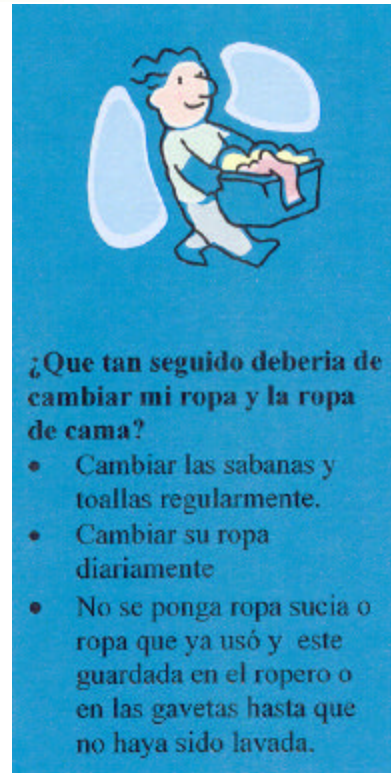 ¿Que tan seguido deberia de
cambiar mi ropa y la ropa
de cama?
• Cambiar las sabanas y
toallas regularmente.
• Cambiar su ropa
diariamente
• No se ponga ropa sucia o
ropa que ya usó y este
guardada en el ropero o
en las gavetas hasta que
no haya sido lavada.